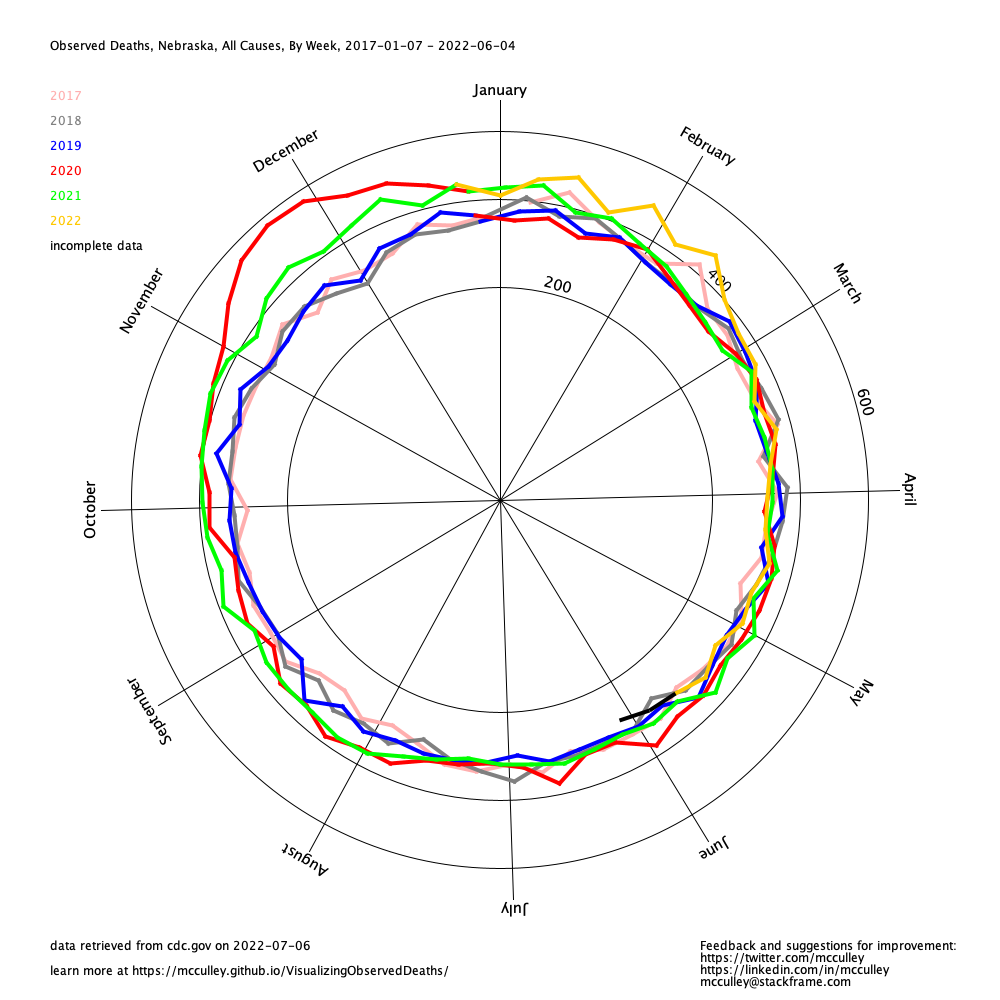 Observed Deaths, Nebraska, All Causes, By Week, 2017-01-07 - 2022-06-04
2017
2018
2019
2020
2021
2022
incomplete data
January
February
March
April
May
June
July
August
September
October
November
December
200
400
600
data retrieved from cdc.gov on 2022-07-06
learn more at https://mcculley.github.io/VisualizingObservedDeaths/
Feedback and suggestions for improvement:
https://twitter.com/mcculley
https://linkedin.com/in/mcculley
mcculley@stackframe.com